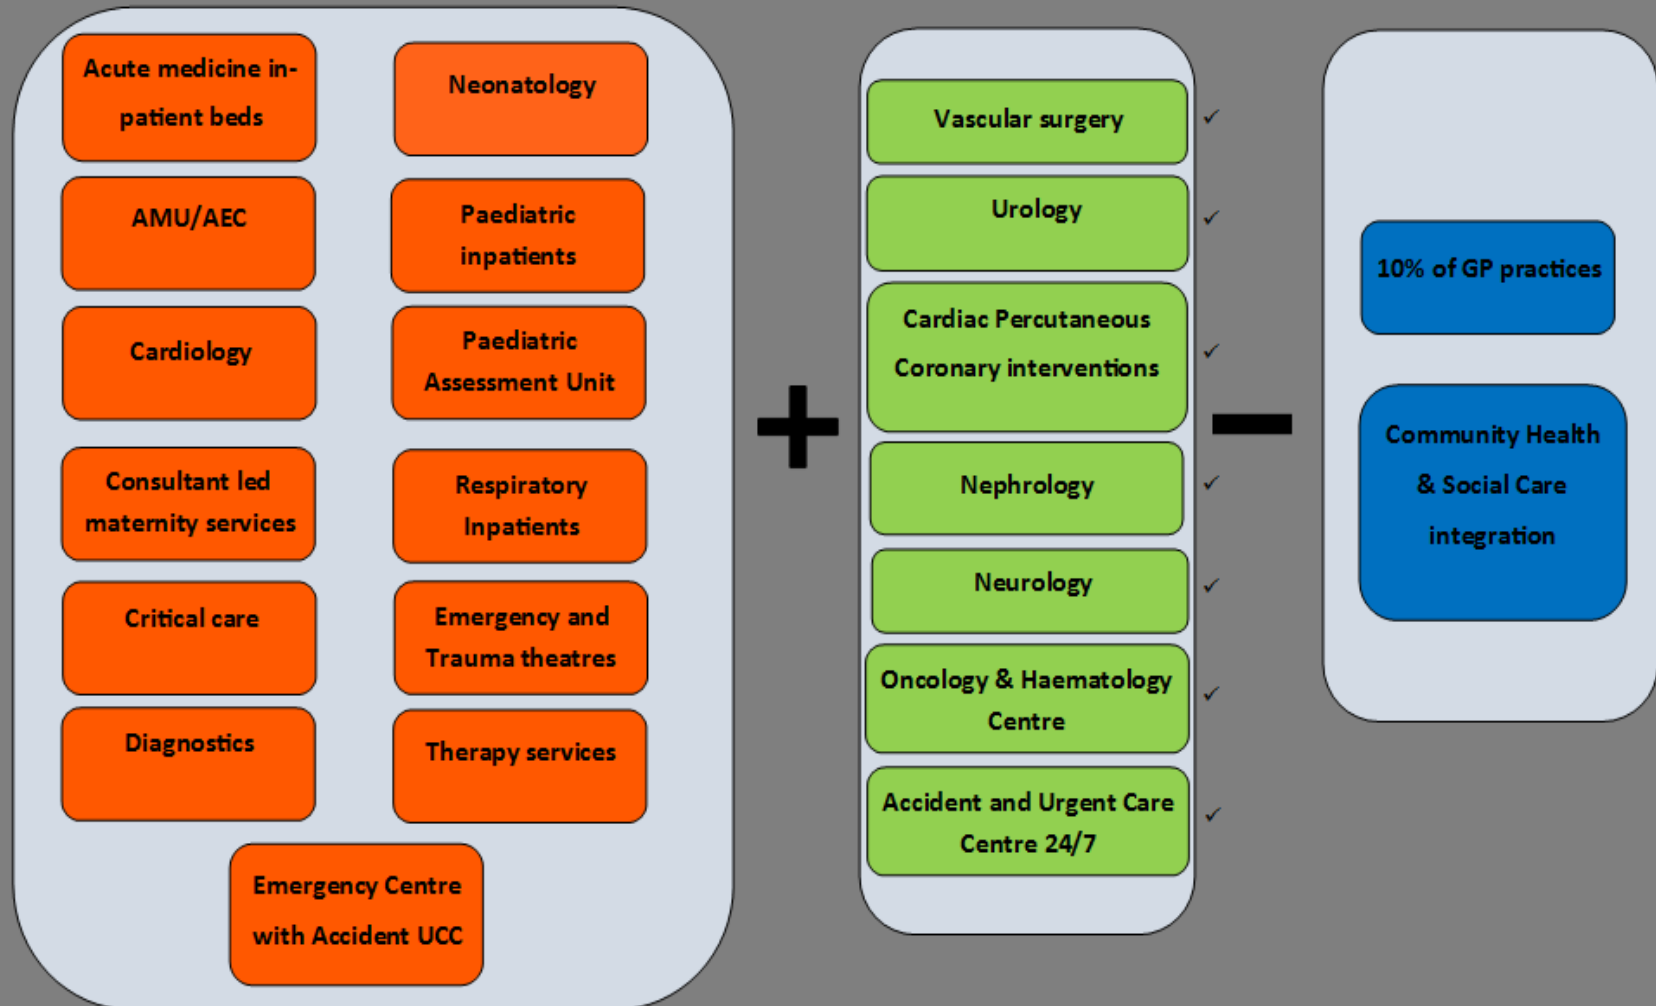 Acute medicine in-
patient beds
Neonatology
AMU/AEC
Paediatric
inpatients
Cardiology
Paediatric
Assessment Unit
Consultant led
maternity services
Respiratory
Inpatients
Critical care
Emergency and
Trauma theatres
Diagnostics
Therapy services
Emergency Centre
with Accident UCC
+
Vascular surgery ✓
Urology ✓
Cardiac Percutaneous
Coronary interventions ✓
Nephrology ✓
Neurology ✓
Oncology & Haematology
Centre ✓
Accident and Urgent Care
Centre 24/7 ✓
−
10% of GP practices
Community Health
& Social Care
integration